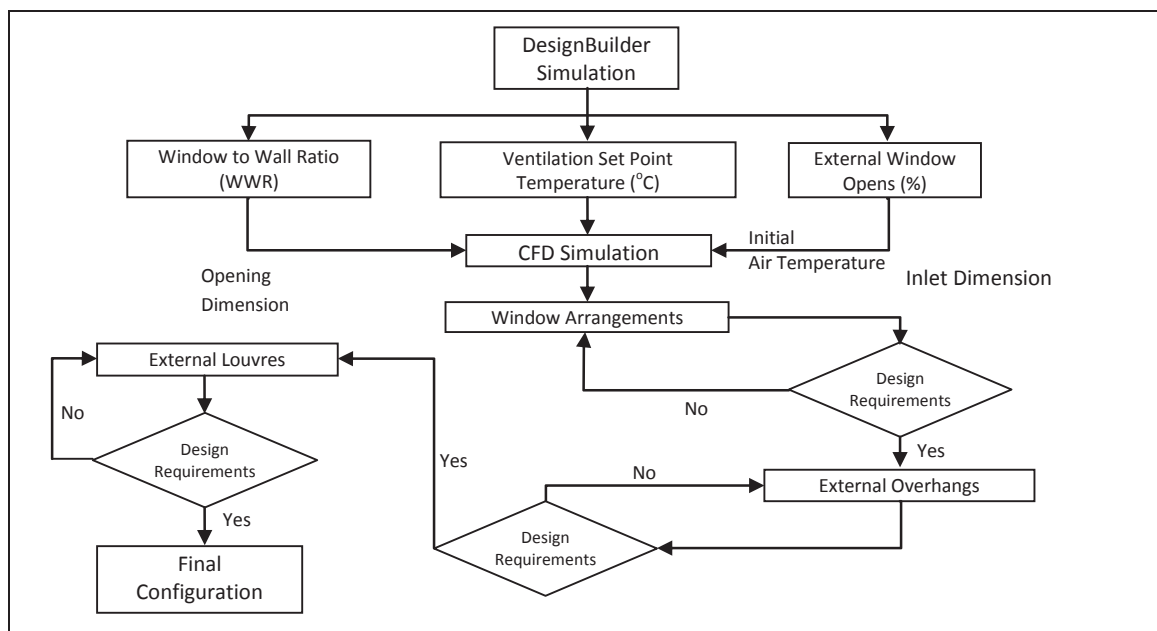 DesignBuilder
Simulation
Window to Wall Ratio
(WWR)
Ventilation Set Point
Temperature (°C)
External Window
Opens (%)
CFD Simulation
Initial
Air Temperature
Opening
Dimension
Inlet Dimension
Window Arrangements
External Louvres
Design
Requirements
No
No
Design
Requirements
Yes
Yes
No
External Overhangs
Design
Requirements
Yes
Final
Configuration